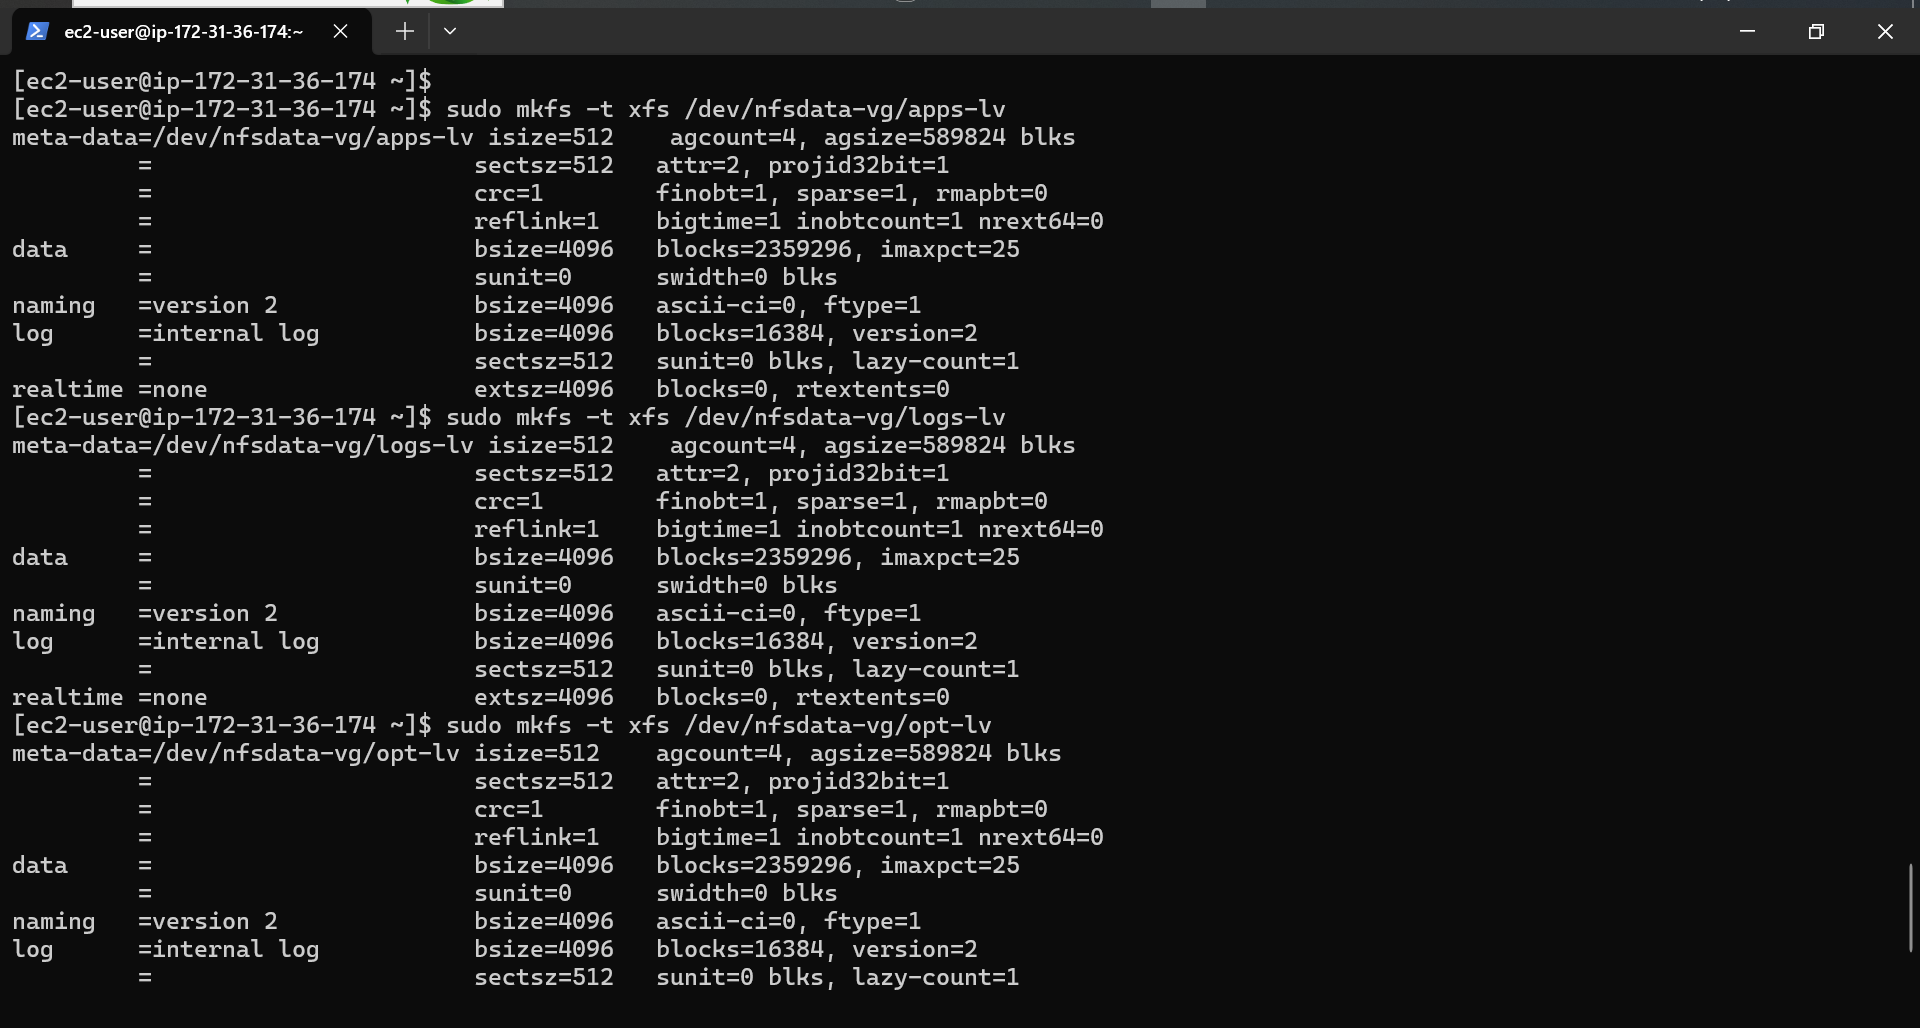 ec2-user@ip-172-31-36-174:~
[ec2-user@ip-172-31-36-174 ~]$
[ec2-user@ip-172-31-36-174 ~]$ sudo mkfs -t xfs /dev/nfsdata-vg/apps-lv
meta-data=/dev/nfsdata-vg/apps-lv isize=512    agcount=4, agsize=589824 blks
         =                       sectsz=512   attr=2, projid32bit=1
         =                       crc=1        finobt=1, sparse=1, rmapbt=0
         =                       reflink=1    bigtime=1 inobtcount=1 nrext64=0
data     =                       bsize=4096   blocks=2359296, imaxpct=25
         =                       sunit=0      swidth=0 blks
naming   =version 2              bsize=4096   ascii-ci=0, ftype=1
log      =internal log           bsize=4096   blocks=16384, version=2
         =                       sectsz=512   sunit=0 blks, lazy-count=1
realtime =none                   extsz=4096   blocks=0, rtextents=0
[ec2-user@ip-172-31-36-174 ~]$ sudo mkfs -t xfs /dev/nfsdata-vg/logs-lv
meta-data=/dev/nfsdata-vg/logs-lv isize=512    agcount=4, agsize=589824 blks
         =                       sectsz=512   attr=2, projid32bit=1
         =                       crc=1        finobt=1, sparse=1, rmapbt=0
         =                       reflink=1    bigtime=1 inobtcount=1 nrext64=0
data     =                       bsize=4096   blocks=2359296, imaxpct=25
         =                       sunit=0      swidth=0 blks
naming   =version 2              bsize=4096   ascii-ci=0, ftype=1
log      =internal log           bsize=4096   blocks=16384, version=2
         =                       sectsz=512   sunit=0 blks, lazy-count=1
realtime =none                   extsz=4096   blocks=0, rtextents=0
[ec2-user@ip-172-31-36-174 ~]$ sudo mkfs -t xfs /dev/nfsdata-vg/opt-lv
meta-data=/dev/nfsdata-vg/opt-lv isize=512    agcount=4, agsize=589824 blks
         =                       sectsz=512   attr=2, projid32bit=1
         =                       crc=1        finobt=1, sparse=1, rmapbt=0
         =                       reflink=1    bigtime=1 inobtcount=1 nrext64=0
data     =                       bsize=4096   blocks=2359296, imaxpct=25
         =                       sunit=0      swidth=0 blks
naming   =version 2              bsize=4096   ascii-ci=0, ftype=1
log      =internal log           bsize=4096   blocks=16384, version=2
         =                       sectsz=512   sunit=0 blks, lazy-count=1